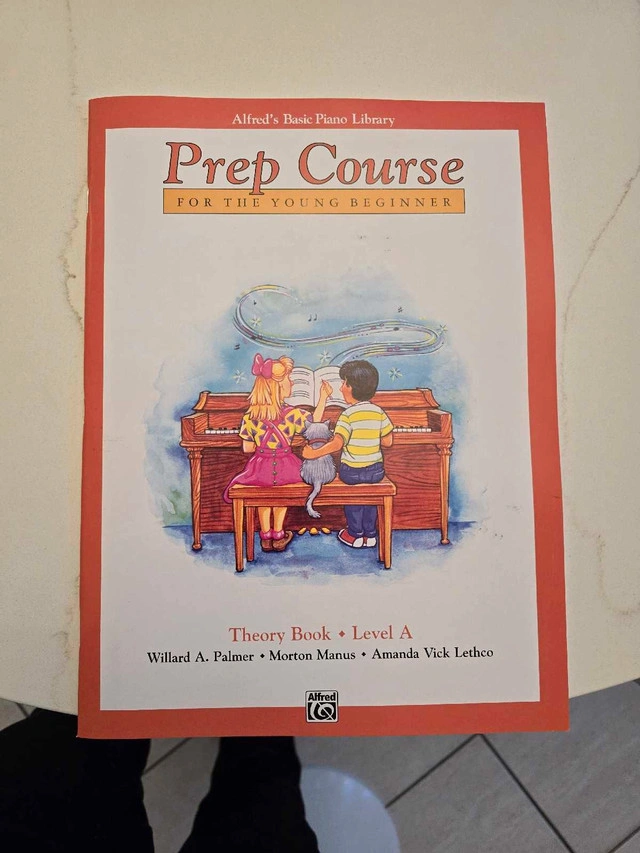 Alfred's Basic Piano Library
Prep Course
FOR THE YOUNG BEGINNER
Theory Book • Level A
Willard A. Palmer • Morton Manus • Amanda Vick Lethco
Alfred